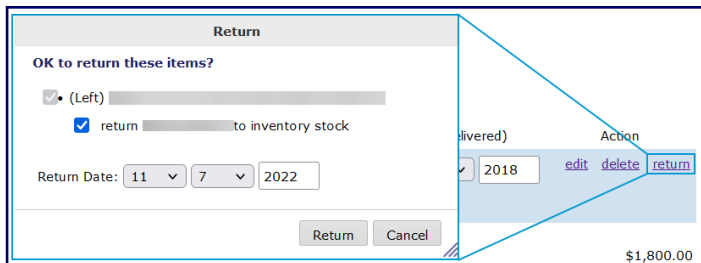 Return
OK to return these items?
• (Left)
return to inventory stock
Return Date: 11 7 2022
Return Cancel
livered) Action
2018 edit delete return
$1,800.00